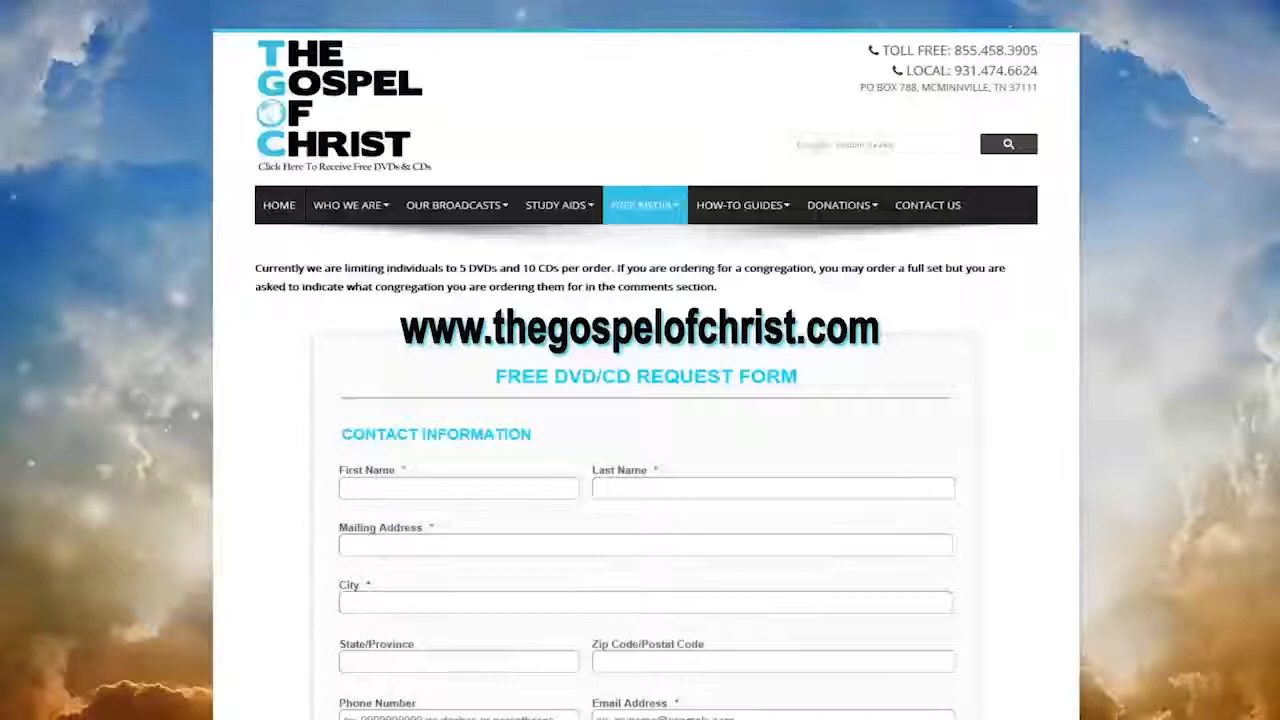 THE
GOSPEL
OF
CHRIST
Click Here To Receive Free DVDs & CDs
TOLL FREE: 855.458.3905
LOCAL: 931.474.6624
PO BOX 788, MCMINNVILLE, TN 37111
HOME WHO WE ARE OUR BROADCASTS STUDY AIDS FREE MEDIA HOW-TO GUIDES DONATIONS CONTACT US
Currently we are limiting individuals to 5 DVDs and 10 CDs per order. If you are ordering for a congregation, you may order a full set but you are
asked to indicate what congregation you are ordering them for in the comments section.
www.thegospelofchrist.com
FREE DVD/CD REQUEST FORM
CONTACT INFORMATION
First Name * Last Name *
Mailing Address *
City *
State/Province Zip Code/Postal Code
Phone Number Email Address *